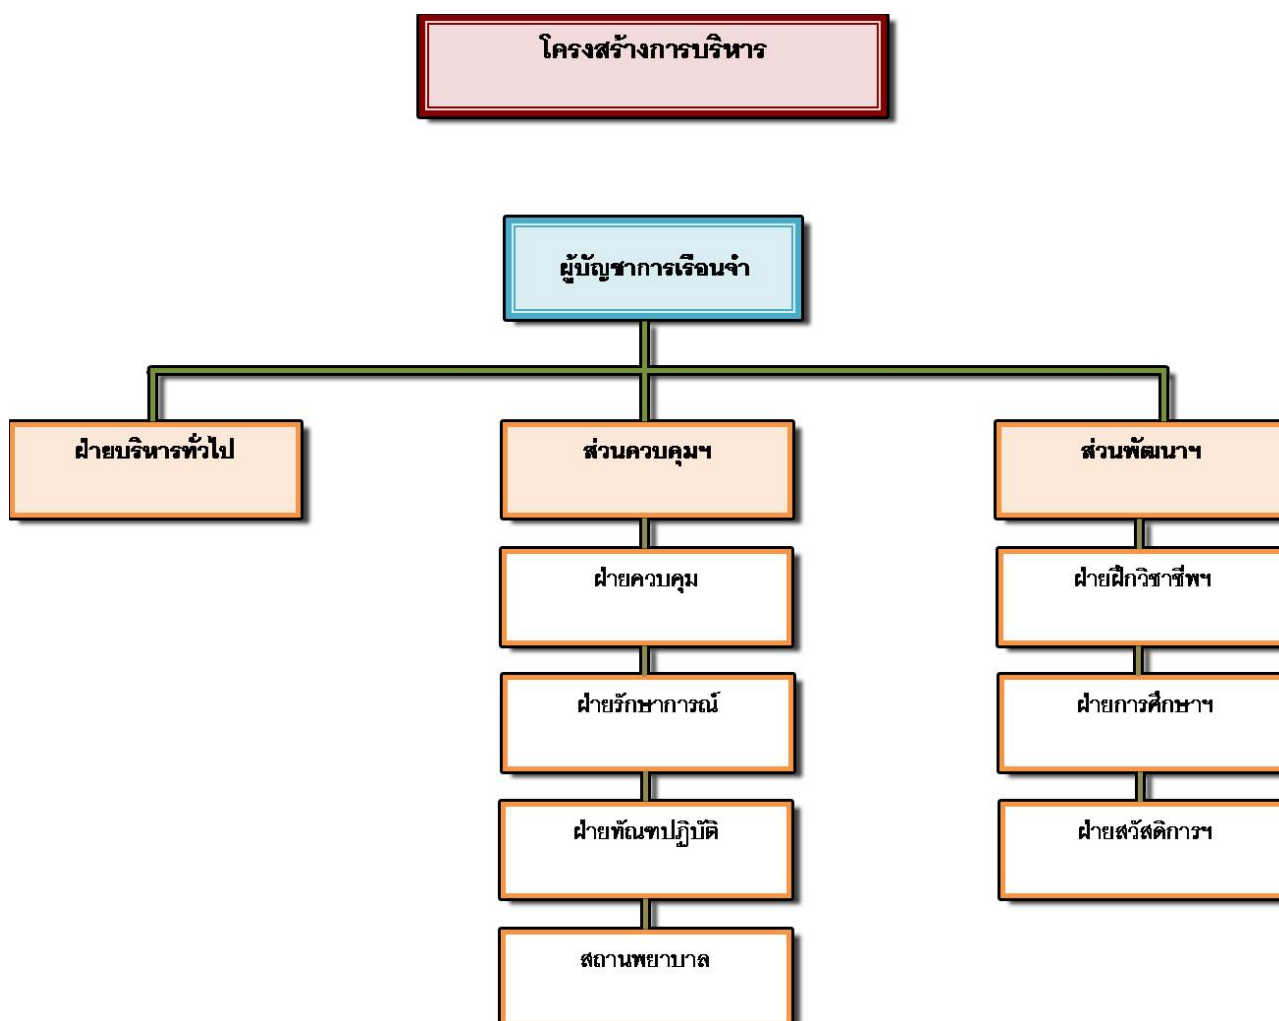 โครงสร้างการบริหาร
ผู้บัญชาการเรือนจำ
ฝ่ายบริหารทั่วไป
ส่วนควบคุมฯ
ส่วนพัฒนาฯ
ฝ่ายควบคุม
ฝ่ายฝึกวิชาชีพฯ
ฝ่ายรักษาการณ์
ฝ่ายการศึกษาฯ
ฝ่ายทัณฑปฏิบัติ
ฝ่ายสวัสดิการฯ
สถานพยาบาล